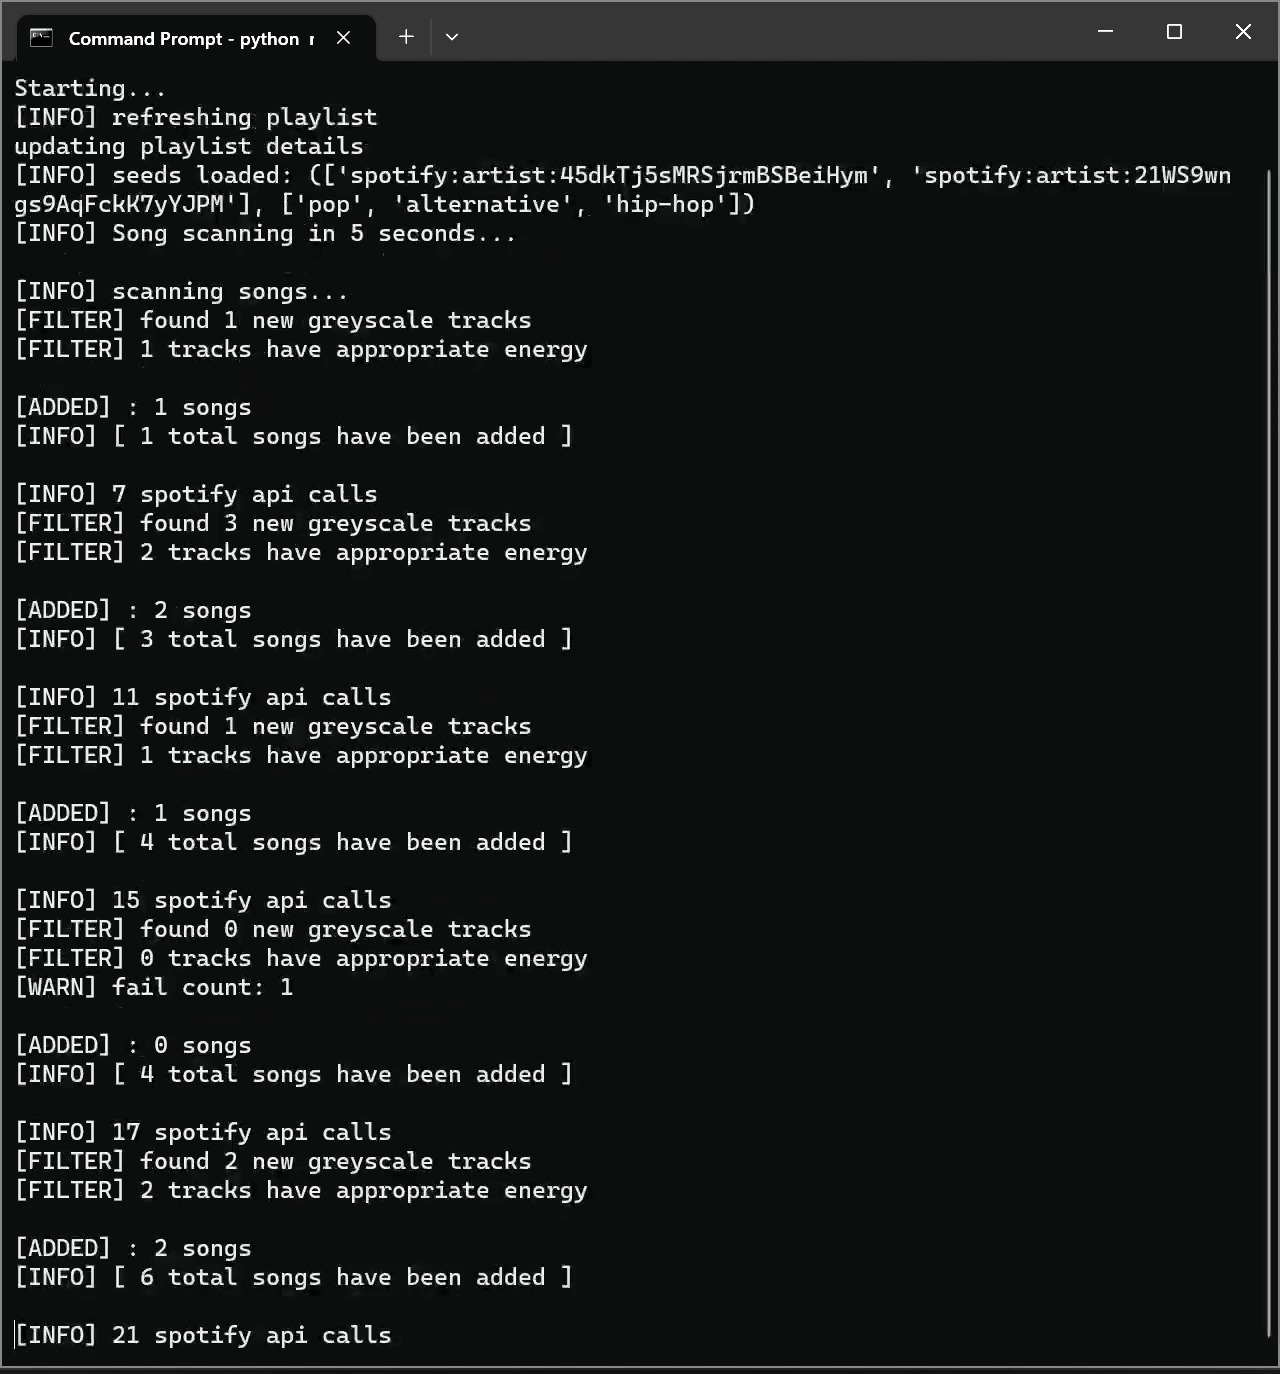 Command Prompt - python
Starting...
[INFO] refreshing playlist
updating playlist details
[INFO] seeds loaded: (['spotify:artist:45dkTj5sMRSjrmBSBeiHym', 'spotify:artist:21WS9wn
gs9AqFckK7yYJPM'], ['pop', 'alternative', 'hip-hop'])
[INFO] Song scanning in 5 seconds...
[INFO] scanning songs...
[FILTER] found 1 new greyscale tracks
[FILTER] 1 tracks have appropriate energy
[ADDED] : 1 songs
[INFO] [ 1 total songs have been added ]
[INFO] 7 spotify api calls
[FILTER] found 3 new greyscale tracks
[FILTER] 2 tracks have appropriate energy
[ADDED] : 2 songs
[INFO] [ 3 total songs have been added ]
[INFO] 11 spotify api calls
[FILTER] found 1 new greyscale tracks
[FILTER] 1 tracks have appropriate energy
[ADDED] : 1 songs
[INFO] [ 4 total songs have been added ]
[INFO] 15 spotify api calls
[FILTER] found 0 new greyscale tracks
[FILTER] 0 tracks have appropriate energy
[WARN] fail count: 1
[ADDED] : 0 songs
[INFO] [ 4 total songs have been added ]
[INFO] 17 spotify api calls
[FILTER] found 2 new greyscale tracks
[FILTER] 2 tracks have appropriate energy
[ADDED] : 2 songs
[INFO] [ 6 total songs have been added ]
[INFO] 21 spotify api calls